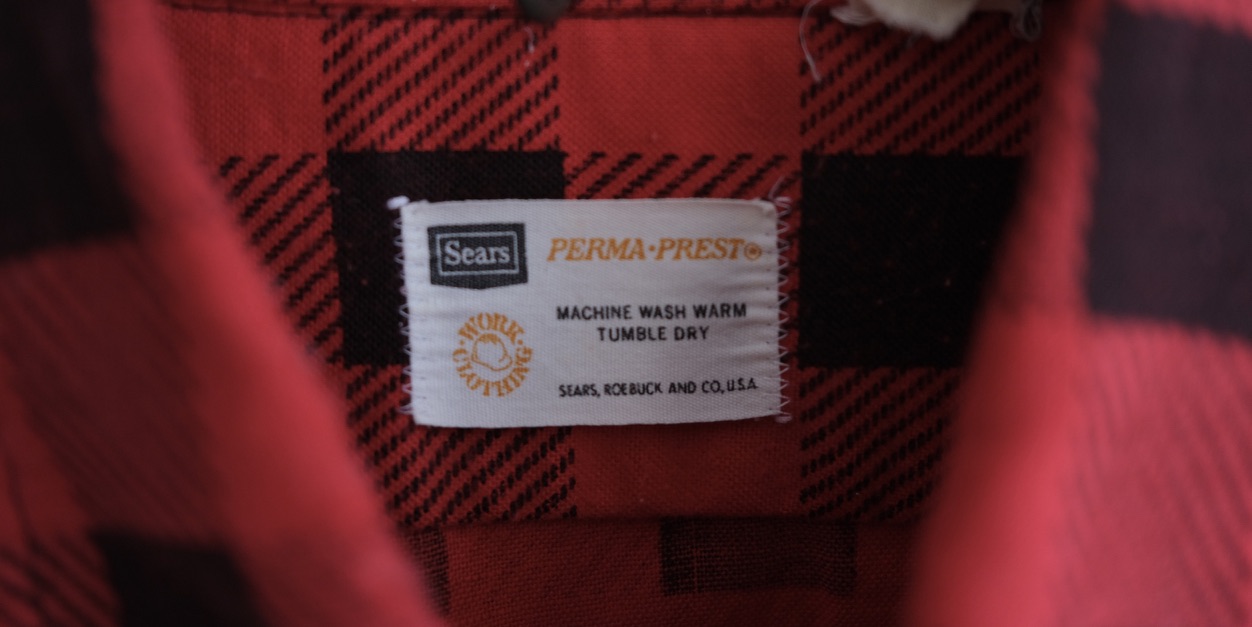 Sears
PERMA·PREST®
MACHINE WASH WARM
TUMBLE DRY
·WORK·
CLOTHING
SEARS, ROEBUCK AND CO, U.S.A.